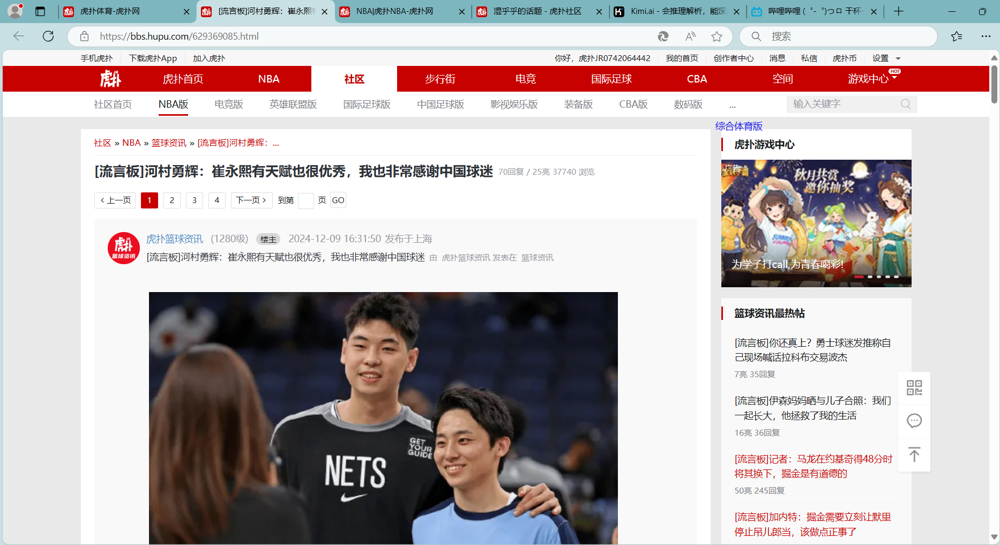 虎扑体育-虎扑网
[流言板]河村勇辉：崔永熙有
NBA|虎扑NBA-虎扑网
湿乎乎的话题 - 虎扑社区
Kimi.ai - 会推理解析，能深
哔哩哔哩 (゜-゜)つロ 干杯~
https://bbs.hupu.com/629369085.html
搜索
手机虎扑 下载虎扑App 加入虎扑
你好，虎扑JR0742064442 我的首页 创作者中心 消息 私信 虎扑币 设置
虎扑 虎扑首页 NBA 社区 步行街 电竞 国际足球 CBA 空间 游戏中心 HOT
社区首页 NBA版 电竞版 英雄联盟版 国际足球版 中国足球版 影视娱乐版 装备版 CBA版 数码版 ... 输入关键字
综合体育版
社区 » NBA » 篮球资讯 » [流言板]河村勇辉：...
[流言板]河村勇辉：崔永熙有天赋也很优秀，我也非常感谢中国球迷 70回复 / 25亮 37740 浏览
上一页 1 2 3 4 下一页 到第 页 GO
虎扑篮球资讯 (1280级) 楼主 2024-12-09 16:31:50 发布于上海
[流言板]河村勇辉：崔永熙有天赋也很优秀，我也非常感谢中国球迷 由 虎扑篮球资讯 发表在 篮球资讯
虎扑
篮球资讯
GET
YOUR
GUIDE
NETS
虎扑游戏中心
广告
秋月共赏
邀你抽奖
为学子打call,为青春喝彩!
篮球资讯最热帖
[流言板]你还真上？勇士球迷发推称自
己现场喊话拉科布交易波杰
7亮 35回复
[流言板]伊森妈妈晒与儿子合照：我们
一起长大，他拯救了我的生活
16亮 36回复
[流言板]记者：马龙在约基奇得48分时
将其换下，掘金是有道德的
50亮 245回复
[流言板]加内特：掘金需要立刻让默里
停止吊儿郎当，该做点正事了